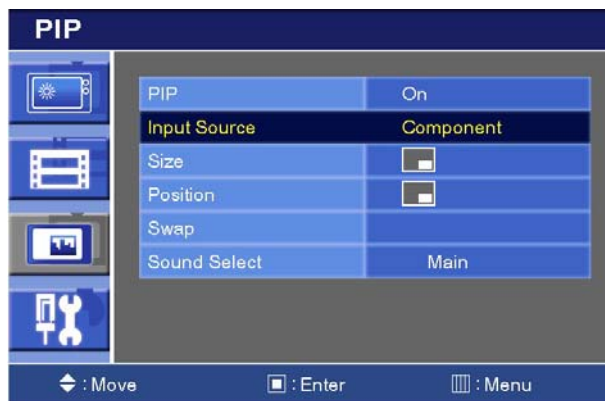 PIP
PIP On
Input Source Component
Size
Position
Swap
Sound Select Main
: Move : Enter : Menu